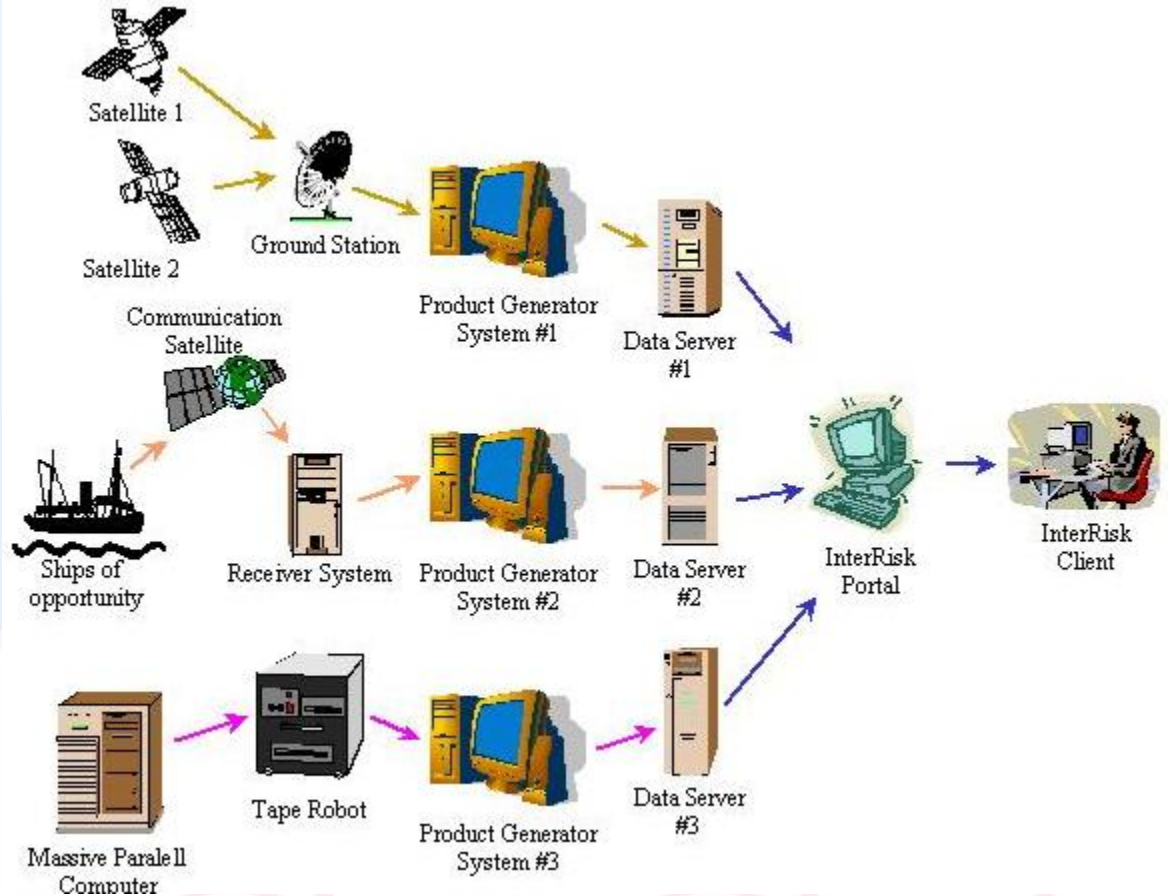 Satellite 1
Satellite 2
Ground Station
Product Generator
System #1
Data Server
#1
Communication
Satellite
Ships of
opportunity
Receiver System
Product Generator
System #2
Data Server
#2
InterRisk
Portal
InterRisk
Client
Massive Paralell
Computer
Tape Robot
Product Generator
System #3
Data Server
#3